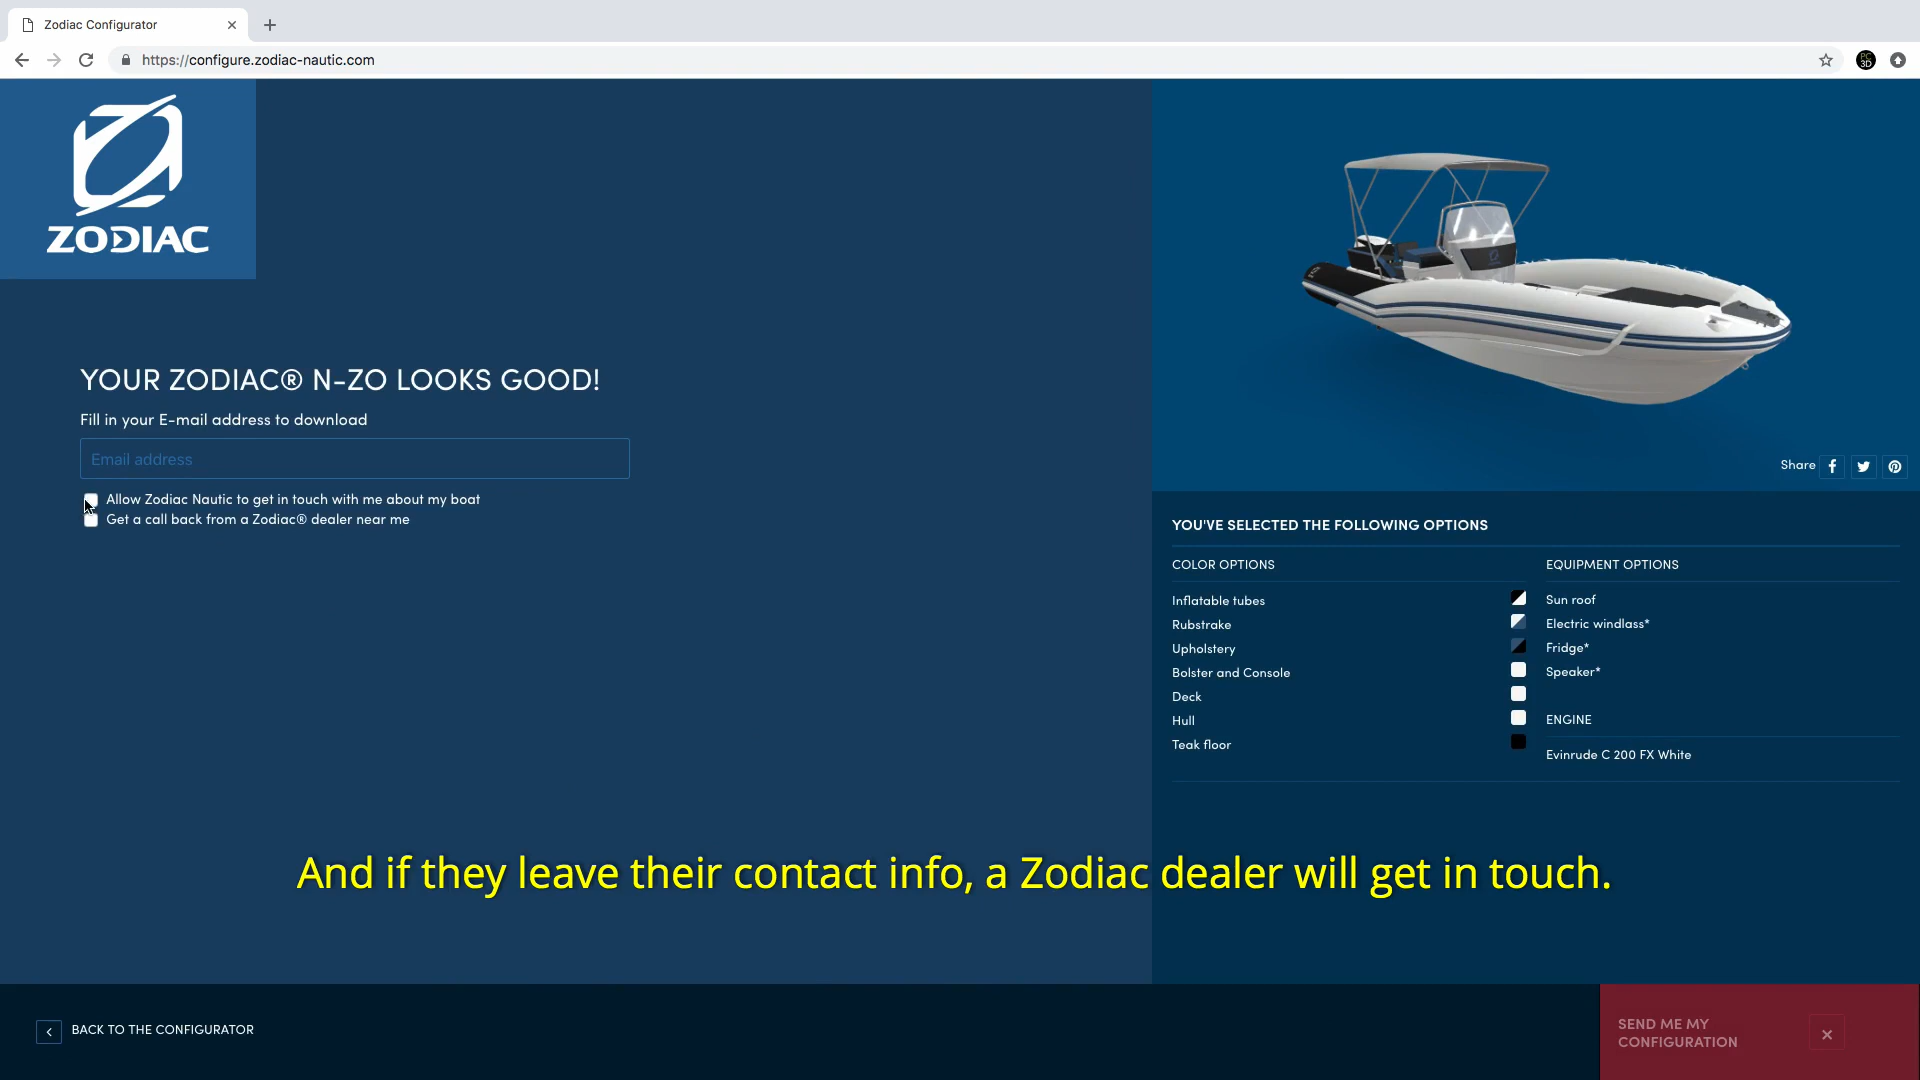 Zodiac Configurator
https://configure.zodiac-nautic.com
PC
3D
ZODIAC
YOUR ZODIAC® N-ZO LOOKS GOOD!
Fill in your E-mail address to download
Email address
Allow Zodiac Nautic to get in touch with me about my boat
Get a call back from a Zodiac® dealer near me
Share
YOU'VE SELECTED THE FOLLOWING OPTIONS
COLOR OPTIONS
Inflatable tubes
Rubstrake
Upholstery
Bolster and Console
Deck
Hull
Teak floor
EQUIPMENT OPTIONS
Sun roof
Electric windlass*
Fridge*
Speaker*
ENGINE
Evinrude C 200 FX White
And if they leave their contact info, a Zodiac dealer will get in touch.
BACK TO THE CONFIGURATOR
SEND ME MY
CONFIGURATION